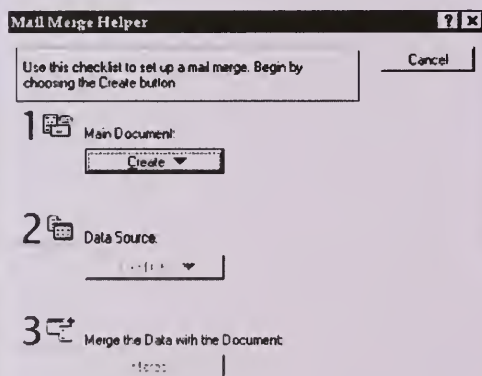 Mail Merge Helper
? X
Use this checklist to set up a mail merge. Begin by
choosing the Create button
Cancel
1 Main Document:
Create
2 Data Source:
3 Merge the Data with the Document: